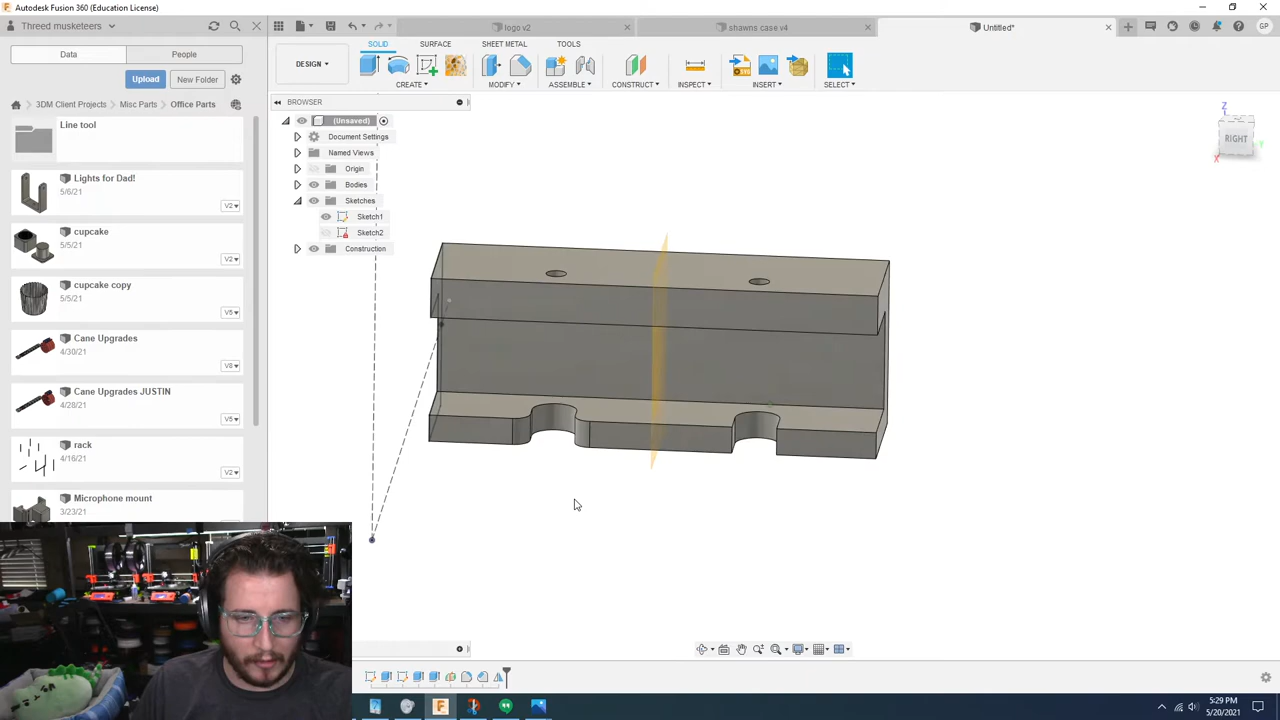 Autodesk Fusion 360 (Education License)
Threed musketeers
logo v2
shawns case v4
Untitled*
GP
Data
People
Upload
New Folder
3DM Client Projects
Misc Parts
Office Parts
DESIGN
SOLID
SURFACE
SHEET METAL
TOOLS
CREATE
MODIFY
ASSEMBLE
CONSTRUCT
INSPECT
INSERT
SELECT
BROWSER
(Unsaved)
Document Settings
Named Views
Origin
Bodies
Sketches
Sketch1
Sketch2
Construction
Line tool
Lights for Dad!
5/6/21
V2
cupcake
5/5/21
V2
cupcake copy
5/5/21
V5
Cane Upgrades
4/30/21
V8
Cane Upgrades JUSTIN
4/28/21
V5
rack
4/16/21
V2
Microphone mount
3/23/21
Z
RIGHT
X
Y
5:29 PM
5/20/2021